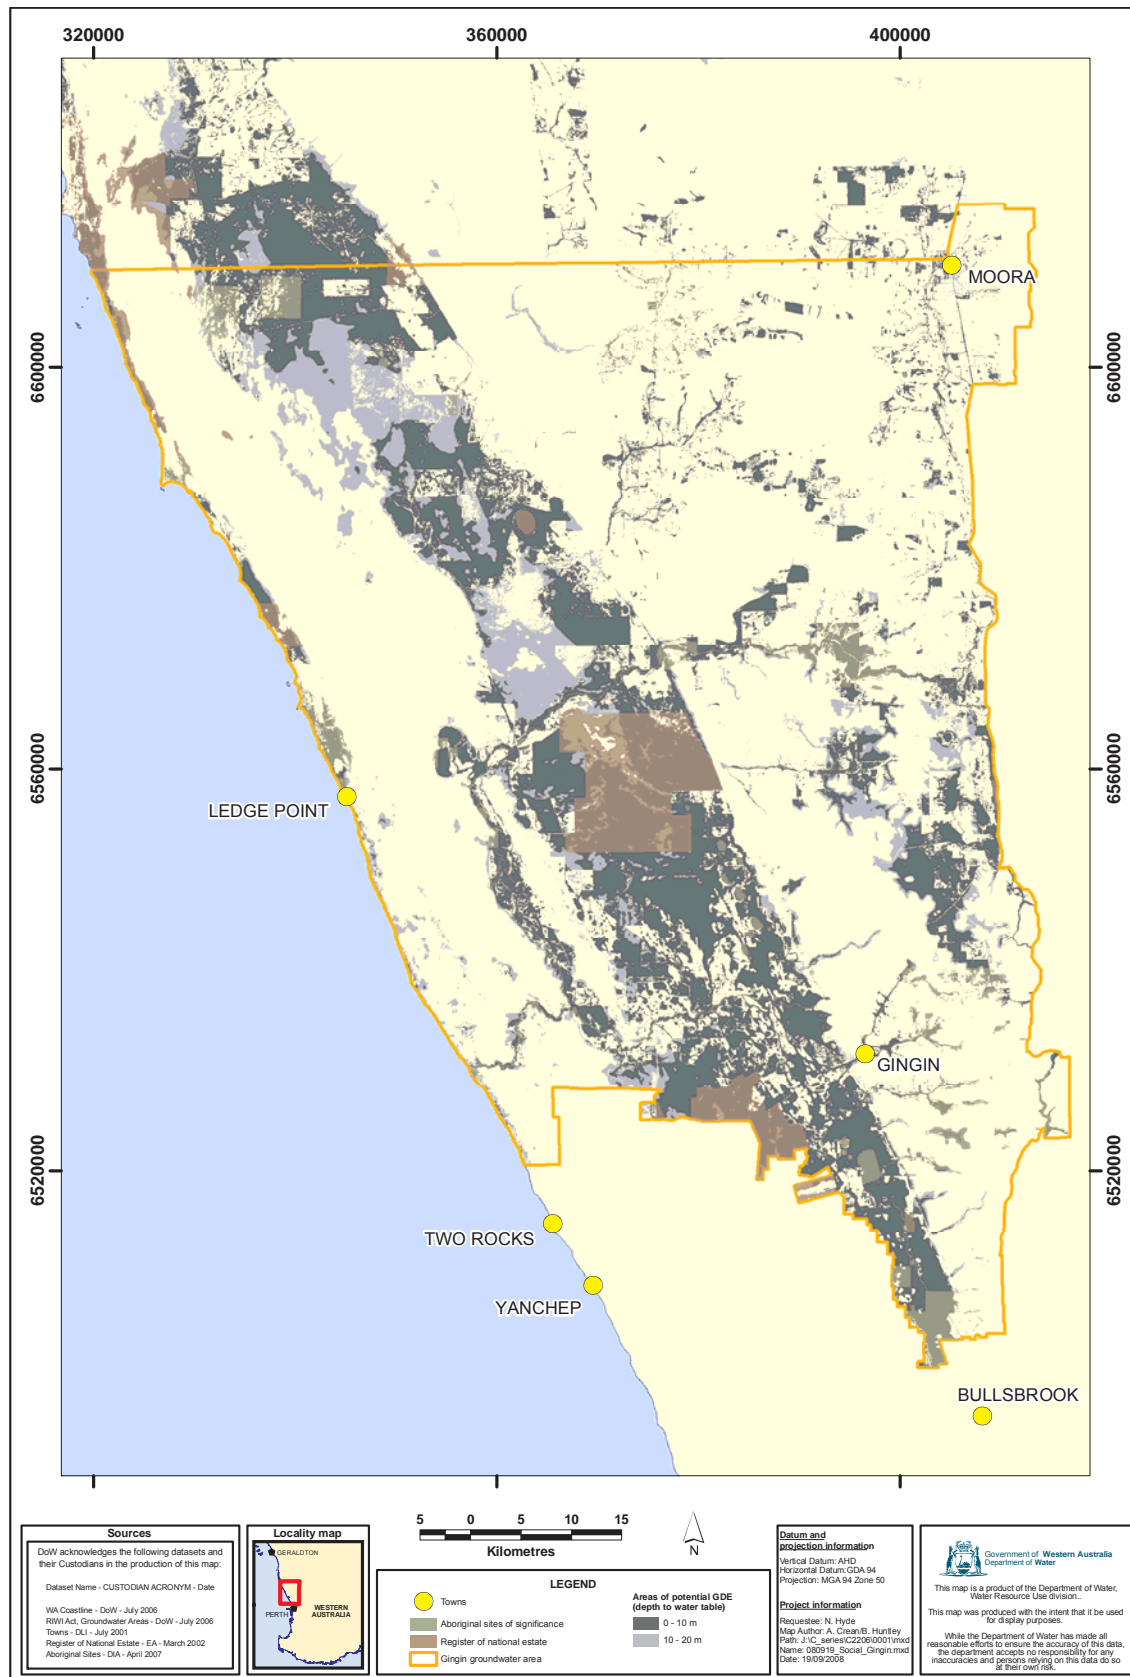 320000
360000
400000
MOORA
6600000
6600000
6560000
6560000
LEDGE POINT
GINGIN
6520000
6520000
TWO ROCKS
YANCHEP
BULLSBROOK
Sources
DoW acknowledges the following datasets and
their Custodians in the production of this map:
Dataset Name - CUSTODIAN ACRONYM - Date
WA Coastline - DoW - July 2006
RIWI Act, Groundwater Areas - DoW - July 2006
Towns - DLI - July 2001
Register of National Estate - EA - March 2002
Aboriginal Sites - DIA - April 2007
Locality map
GERALDTON
PERTH
WESTERN
AUSTRALIA
5 0 5 10 15
Kilometres
N
LEGEND
Towns
Aboriginal sites of significance
Register of national estate
Gingin groundwater area
Areas of potential GDE
(depth to water table)
0 - 10 m
10 - 20 m
Datum and
projection information
Vertical Datum: AHD
Horizontal Datum:GDA 94
Projection: MGA 94 Zone 50
Project information
Requestee: N. Hyde
Map Author: A. Crean/B. Huntley
Path: J:\C_series\C2206\0001\mxd
Name: 080919_Social_Gingin.mxd
Date: 19/09/2008
Government of Western Australia
Department of Water
This map is a product of the Department of Water,
Water Resource Use division..
This map was produced with the intent that it be used
for display purposes.
While the Department of Water has made all
reasonable efforts to ensure the accuracy of this data,
the department accepts no responsibility for any
inaccuracies and persons relying on this data do so
at their own risk.